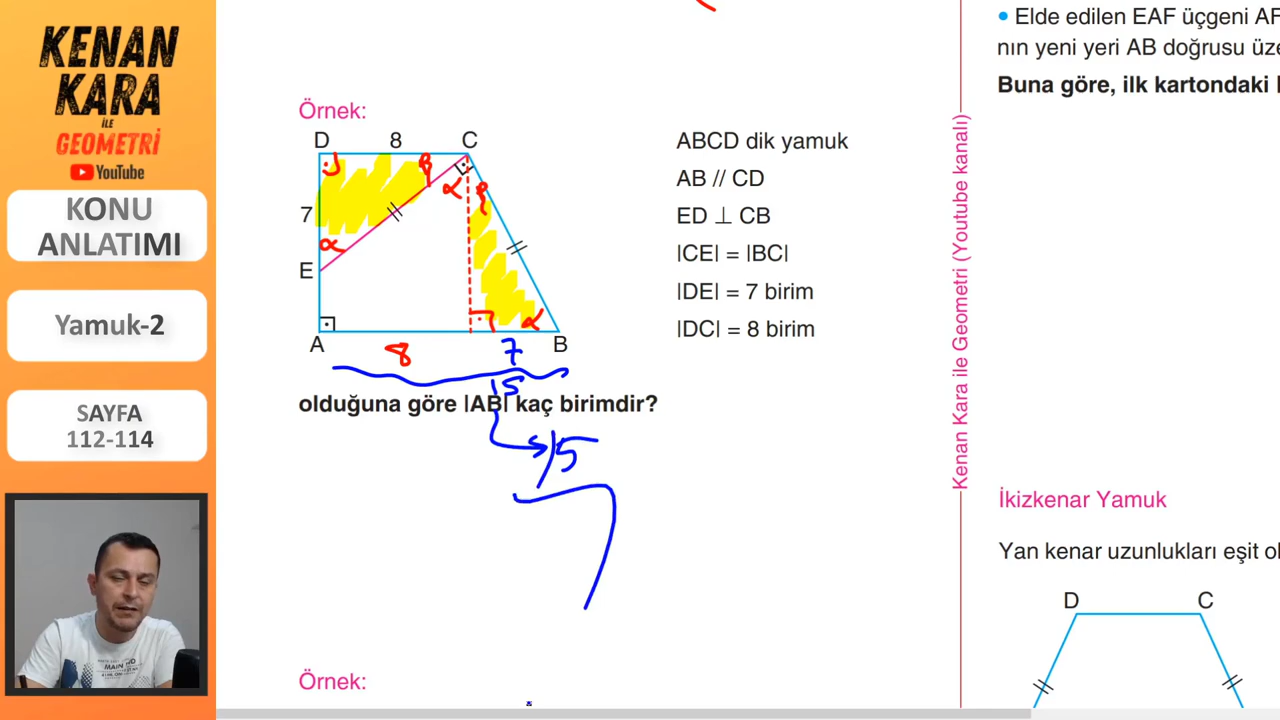 KENAN
KARA
İLE
GEOMETRİ
YouTube
KONU
ANLATIMI
Yamuk-2
SAYFA
112-114
Örnek:
D 8 C
7
E
A B
β
α
α
β
α
8 7
15
15
ABCD dik yamuk
AB // CD
ED ⊥ CB
|CE| = |BC|
|DE| = 7 birim
|DC| = 8 birim
olduğuna göre |AB| kaç birimdir?
Örnek:
Kenan Kara ile Geometri (Youtube kanalı)
• Elde edilen EAF üçgeni AF
nın yeni yeri AB doğrusu üze
Buna göre, ilk kartondaki
İkizkenar Yamuk
Yan kenar uzunlukları eşit ol
D C